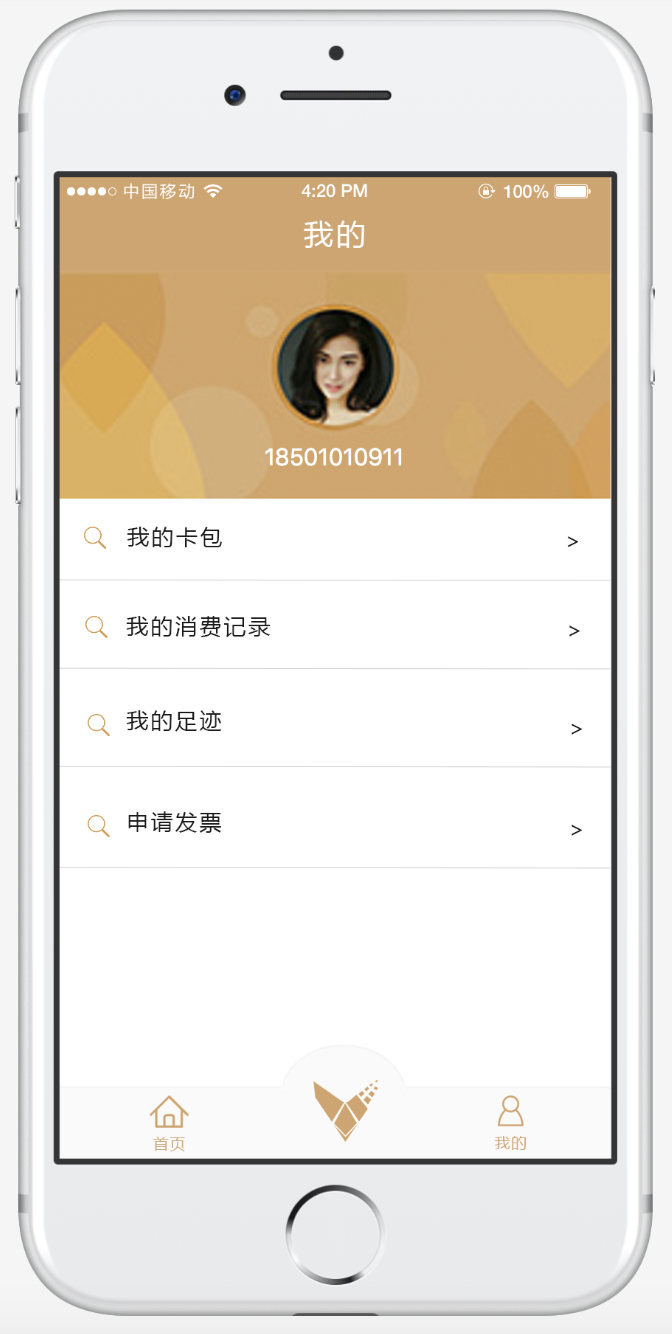 中国移动 4:20 PM 100%
我的
18501010911
我的卡包 >
我的消费记录 >
我的足迹 >
申请发票 >
首页 我的